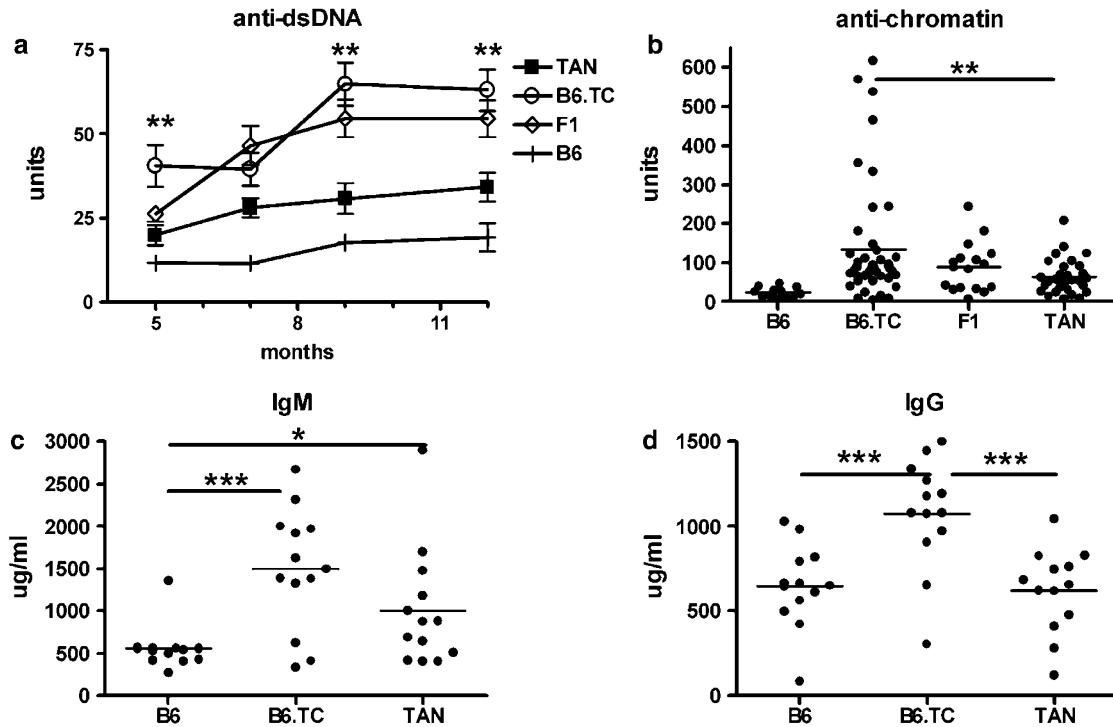 a
anti-dsDNA
units
75
50
25
0
**
**
**
5
8
11
months
TAN
B6.TC
F1
B6
b
anti-chromatin
units
600
500
400
300
200
100
0
**
B6
B6.TC
F1
TAN
c
IgM
ug/ml
3000
2500
2000
1500
1000
500
0
*
***
B6
B6.TC
TAN
d
IgG
ug/ml
1500
1000
500
0
***
***
B6
B6.TC
TAN